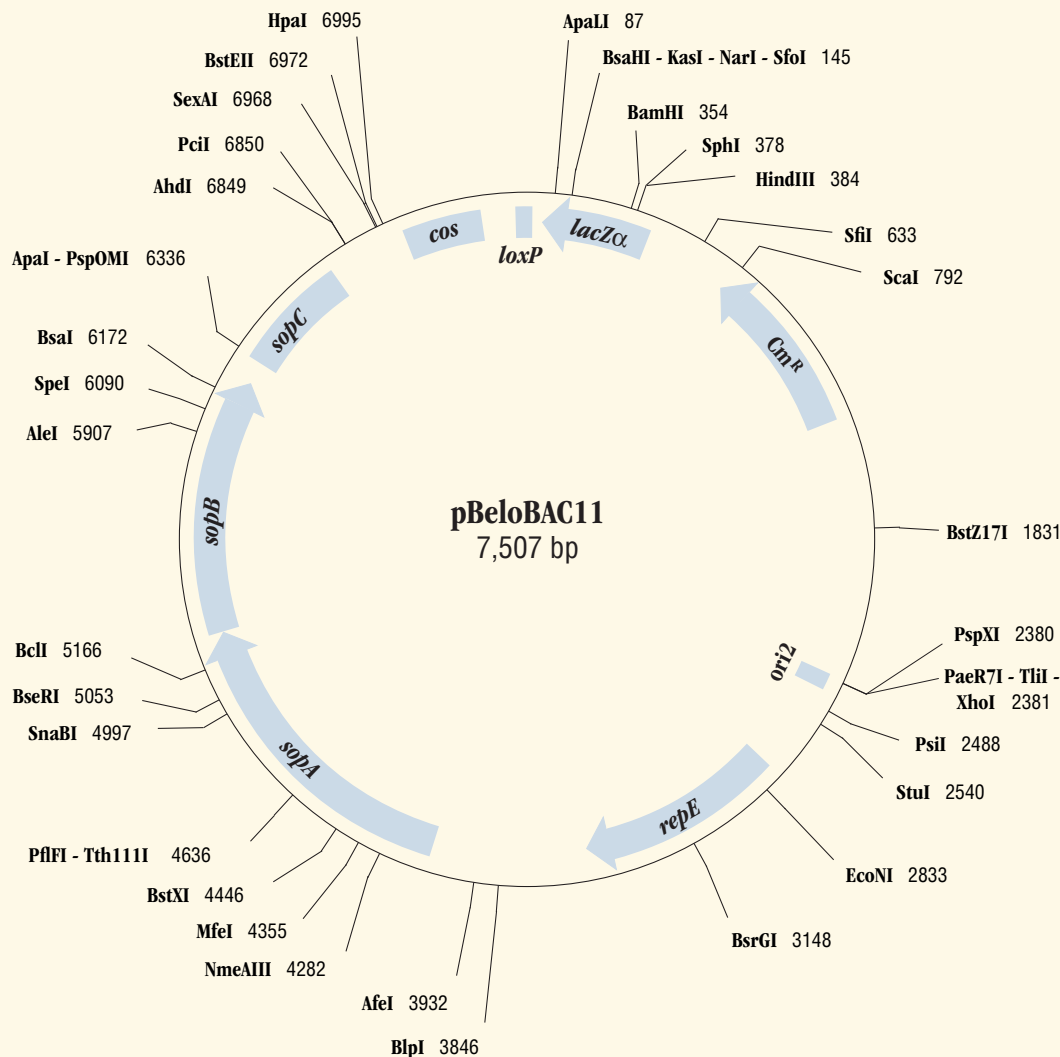 HpaI 6995
BstEII 6972
SexAI 6968
PciI 6850
AhdI 6849
ApaI - PspOMI 6336
BsaI 6172
SpeI 6090
AleI 5907
BclI 5166
BseRI 5053
SnaBI 4997
PflFI - Tth111I 4636
BstXI 4446
MfeI 4355
NmeAIII 4282
AfeI 3932
BlpI 3846
ApaLI 87
BsaHI - KasI - NarI - SfoI 145
BamHI 354
SphI 378
HindIII 384
SfiI 633
ScaI 792
BstZ17I 1831
PspXI 2380
PaeR7I - TliI -
XhoI 2381
PsiI 2488
StuI 2540
EcoNI 2833
BsrGI 3148
cos
loxP
lacZα
CmR
ori2
repE
sopA
sopB
sopC
pBeloBAC11
7,507 bp